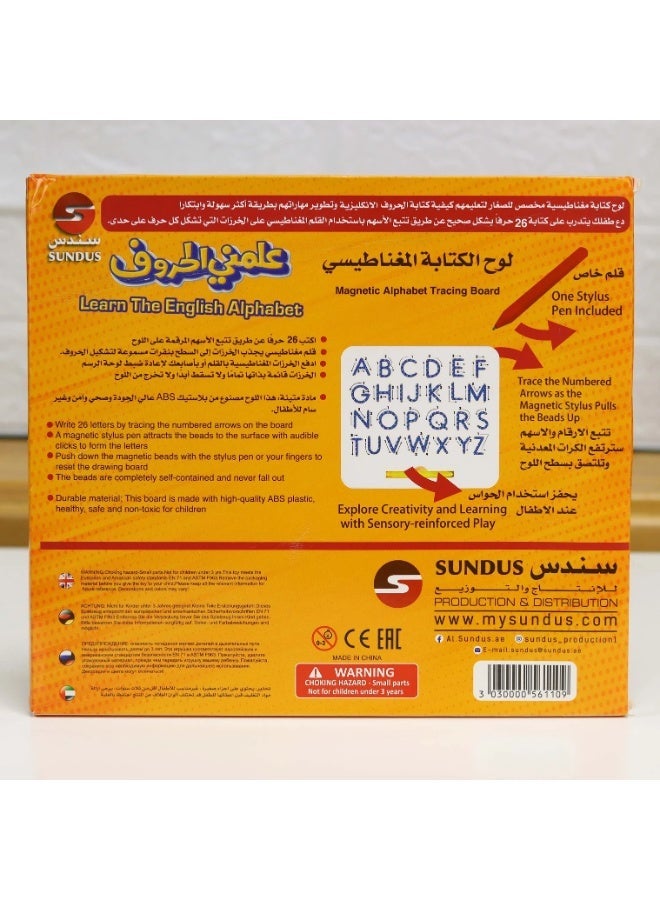 لوح كتابة مغناطيسية مخصص للصغار لتعليمهم كيفية كتابة الحروف الانكليزية وتطوير مهاراتهم بطريقة أكثر سهولة وابتكارا
دع طفلك يتدرب على كتابة 26 حرفاً بشكل صحيح عن طريق تتبع الأسهم باستخدام القلم المغناطيسي على الخرزات التي تشكل كل حرف على حدى.
سندس
SUNDUS
علمني الحروف
Learn The English Alphabet
لوح الكتابة المغناطيسي
Magnetic Alphabet Tracing Board
قلم خاص
One Stylus
Pen Included
اكتب 26 حرفا عن طريق تتبع الأسهم المرقمة على اللوح
قلم مغناطيسي يجذب الخرزات إلى السطح بنقرات مسموعة لتشكيل الحروف.
ادفع الخرزات المغناطيسية بالقلم أو بأصابعك لاعادة ضبط لوحة الرسم
الخرزات قائمة بذاتها تماما ولا تسقط أبدا ولا تخرج من اللوح
مادة متينة، هذا اللوح مصنوع من بلاستيك ABS عالي الجودة وصحي وآمن وغير
سام للأطفال.
• Write 26 letters by tracing the numbered arrows on the board
• A magnetic stylus pen attracts the beads to the surface with audible
clicks to form the letters
• Push down the magnetic beads with the stylus pen or your fingers to
reset the drawing board
• The beads are completely self-contained and never fall out
• Durable material; This board is made with high-quality ABS plastic,
healthy, safe and non-toxic for children
ABCDEF
GHIJKLM
NOPQRS
TUVWXYZ
Trace the Numbered
Arrows as the
Magnetic Stylus Pulls
the Beads Up
تتبع الارقام والاسهم
سترتفع الكرات المعدنية
وتلتصق بسطح اللوح
يحفز استخدام الحواس
عند الاطفال
Explore Creativity and Learning
with Sensory-reinforced Play
SUNDUS سندس
للإنتاج والتوزيع
PRODUCTION & DISTRIBUTION
www.mysundus.com
Al.Sundus.ae
sundus_production1
E-mail:sundus@sundus.ae
0-3
CE EAC
MADE IN CHINA
WARNING
CHOKING HAZARD - Small parts
Not for children under 3 years
3 030000 561109